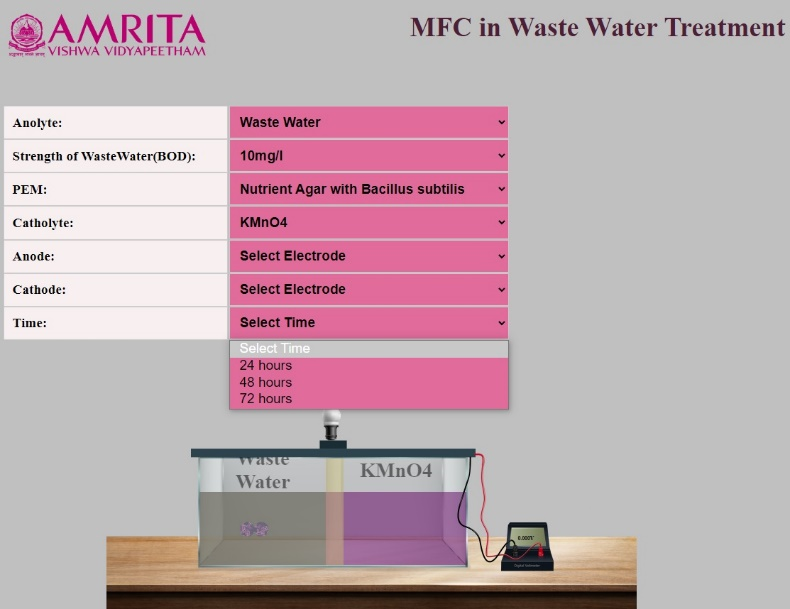 AMRITA
VISHWA VIDYAPEETHAM
MFC in Waste Water Treatment
Anolyte: Waste Water
Strength of WasteWater(BOD): 10mg/l
PEM: Nutrient Agar with Bacillus subtilis
Catholyte: KMnO4
Anode: Select Electrode
Cathode: Select Electrode
Time: Select Time
Select Time
24 hours
48 hours
72 hours
Waste
Water
KMnO4
0.000V